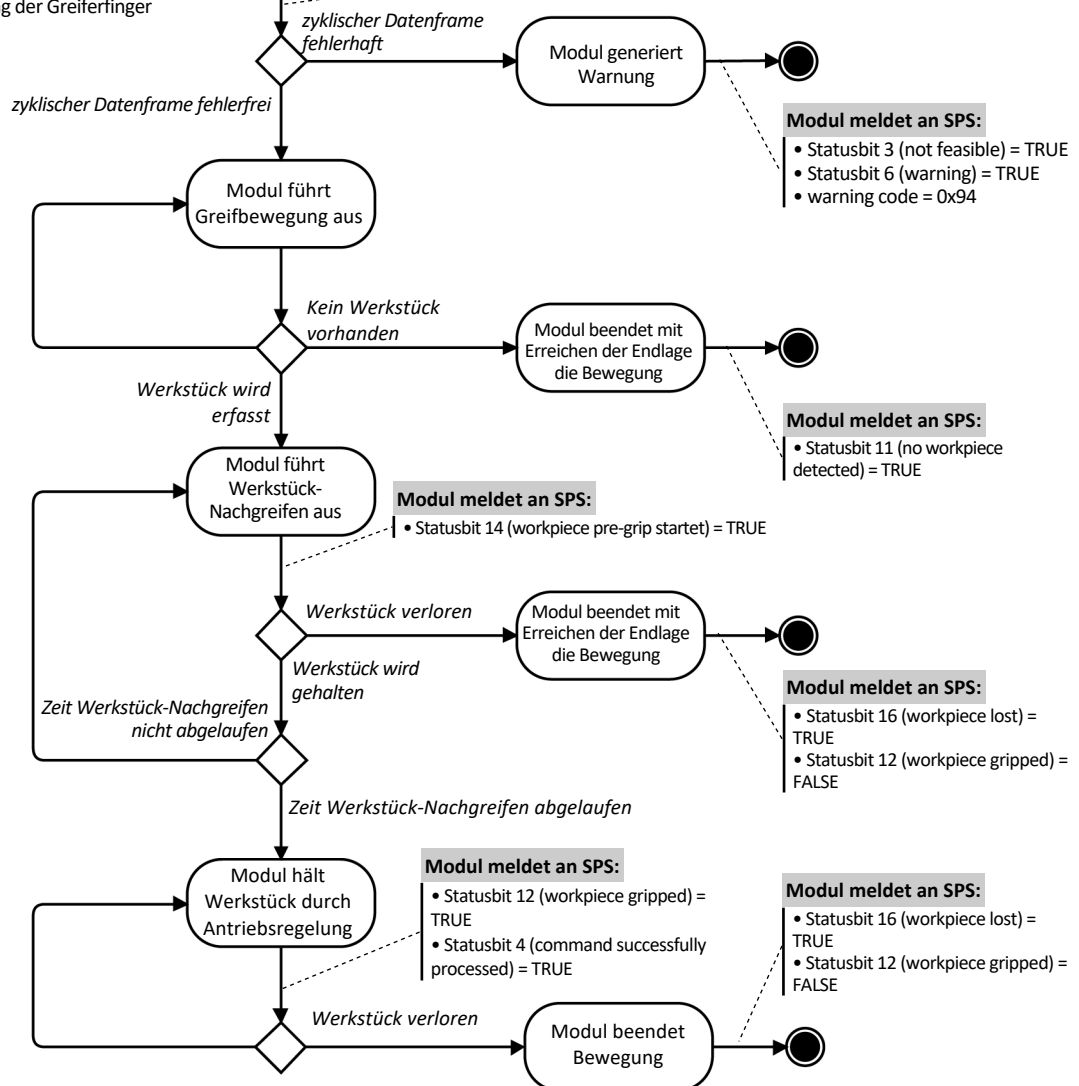 der Greiferfinger
zyklischer Datenframe
fehlerhaft
Modul generiert
Warnung
zyklischer Datenframe fehlerfrei
Modul meldet an SPS:
• Statusbit 3 (not feasible) = TRUE
• Statusbit 6 (warning) = TRUE
• warning code = 0x94
Modul führt
Greifbewegung aus
Kein Werkstück
vorhanden
Modul beendet mit
Erreichen der Endlage
die Bewegung
Werkstück wird
erfasst
Modul meldet an SPS:
• Statusbit 11 (no workpiece
detected) = TRUE
Modul führt
Werkstück-
Nachgreifen aus
Modul meldet an SPS:
• Statusbit 14 (workpiece pre-grip startet) = TRUE
Werkstück verloren
Modul beendet mit
Erreichen der Endlage
die Bewegung
Werkstück wird
gehalten
Modul meldet an SPS:
• Statusbit 16 (workpiece lost) =
TRUE
• Statusbit 12 (workpiece gripped) =
FALSE
Zeit Werkstück-Nachgreifen
nicht abgelaufen
Zeit Werkstück-Nachgreifen abgelaufen
Modul hält
Werkstück durch
Antriebsregelung
Modul meldet an SPS:
• Statusbit 12 (workpiece gripped) =
TRUE
• Statusbit 4 (command successfully
processed) = TRUE
Modul meldet an SPS:
• Statusbit 16 (workpiece lost) =
TRUE
• Statusbit 12 (workpiece gripped) =
FALSE
Werkstück verloren
Modul beendet
Bewegung